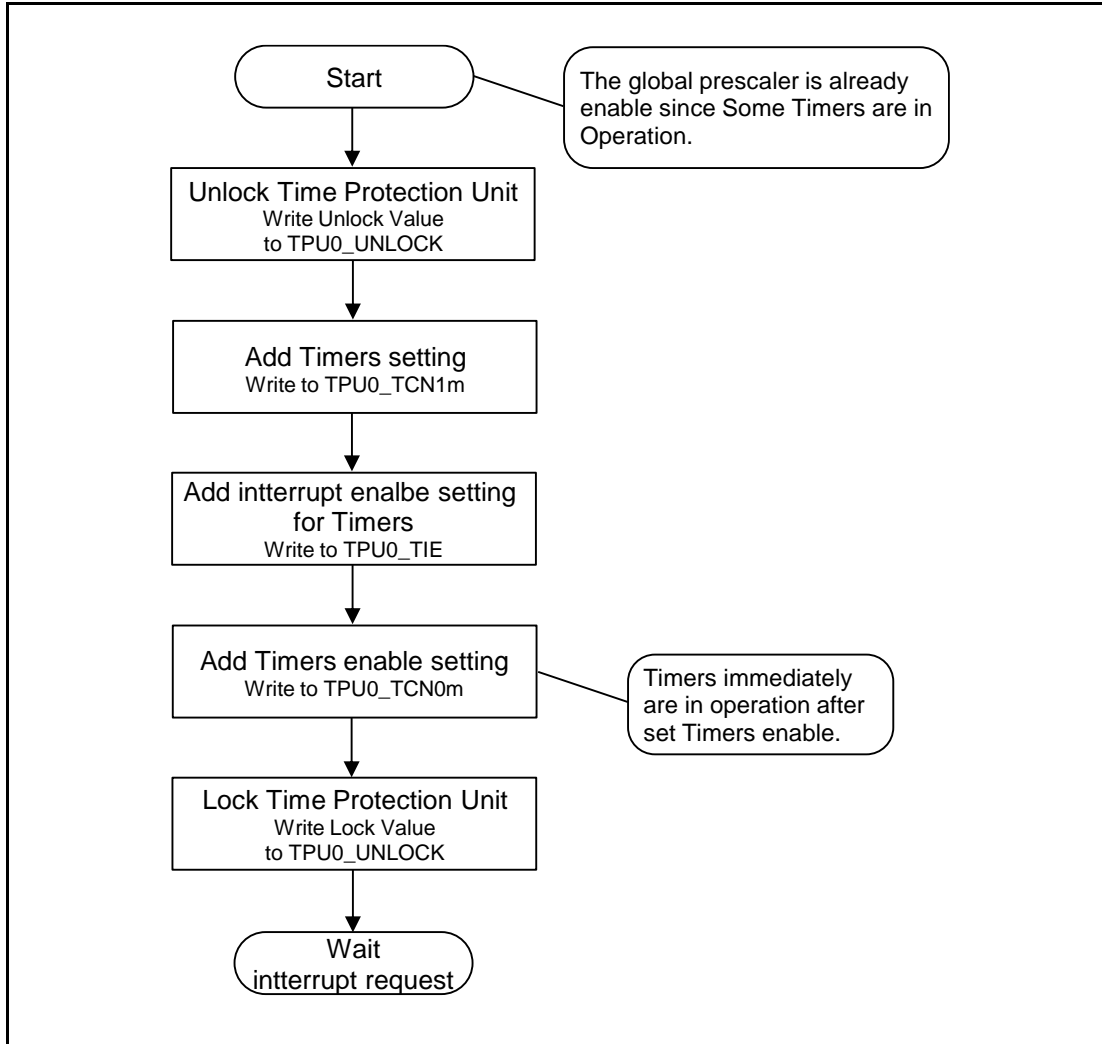 Start
The global prescaler is already
enable since Some Timers are in
Operation.
Unlock Time Protection Unit
Write Unlock Value
to TPU0_UNLOCK
Add Timers setting
Write to TPU0_TCN1m
Add intterrupt enalbe setting
for Timers
Write to TPU0_TIE
Add Timers enable setting
Write to TPU0_TCN0m
Timers immediately
are in operation after
set Timers enable.
Lock Time Protection Unit
Write Lock Value
to TPU0_UNLOCK
Wait
intterrupt request